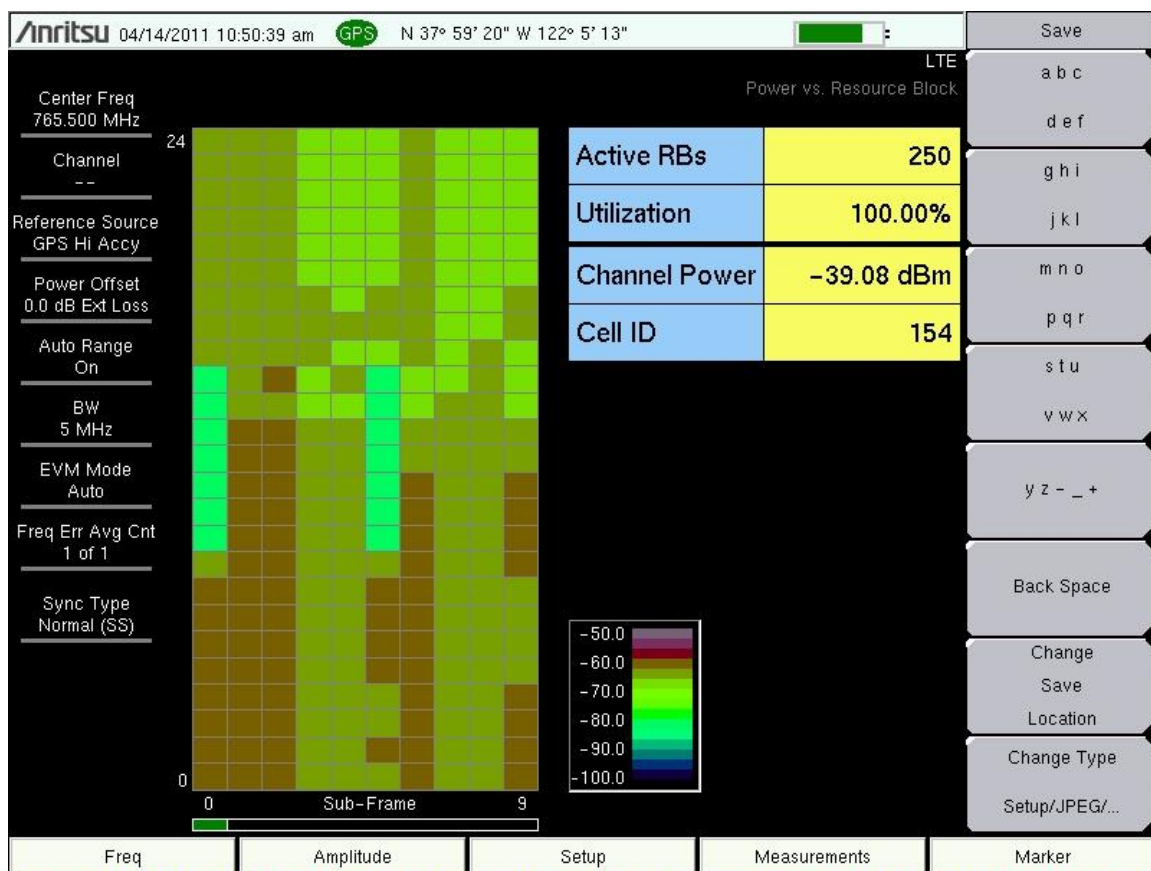 Anritsu 04/14/2011 10:50:39 am GPS N 37º 59' 20" W 122º 5' 13"
Save
LTE
Power vs. Resource Block
Center Freq
765.500 MHz
Channel
--
Reference Source
GPS Hi Accy
Power Offset
0.0 dB Ext Loss
Auto Range
On
BW
5 MHz
EVM Mode
Auto
Freq Err Avg Cnt
1 of 1
Sync Type
Normal (SS)
24
0
0 Sub-Frame 9
Active RBs 250
Utilization 100.00%
Channel Power -39.08 dBm
Cell ID 154
-50.0
-60.0
-70.0
-80.0
-90.0
-100.0
a b c
d e f
g h i
j k l
m n o
p q r
s t u
v w x
y z - _ +
Back Space
Change
Save
Location
Change Type
Setup/JPEG/...
Freq Amplitude Setup Measurements Marker